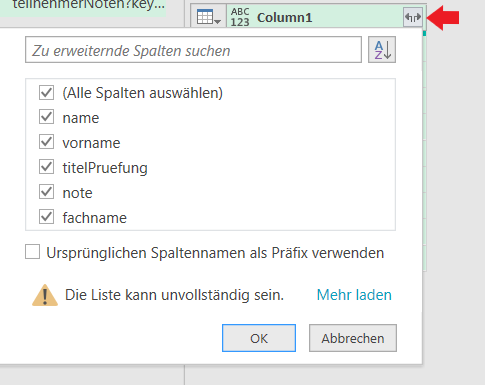 teilnehmerNoten?key...
ABC
123
Column1
Zu erweiternde Spalten suchen
A
Z
(Alle Spalten auswählen)
name
vorname
titelPruefung
note
fachname
Ursprünglichen Spaltennamen als Präfix verwenden
Die Liste kann unvollständig sein.
Mehr laden
OK
Abbrechen